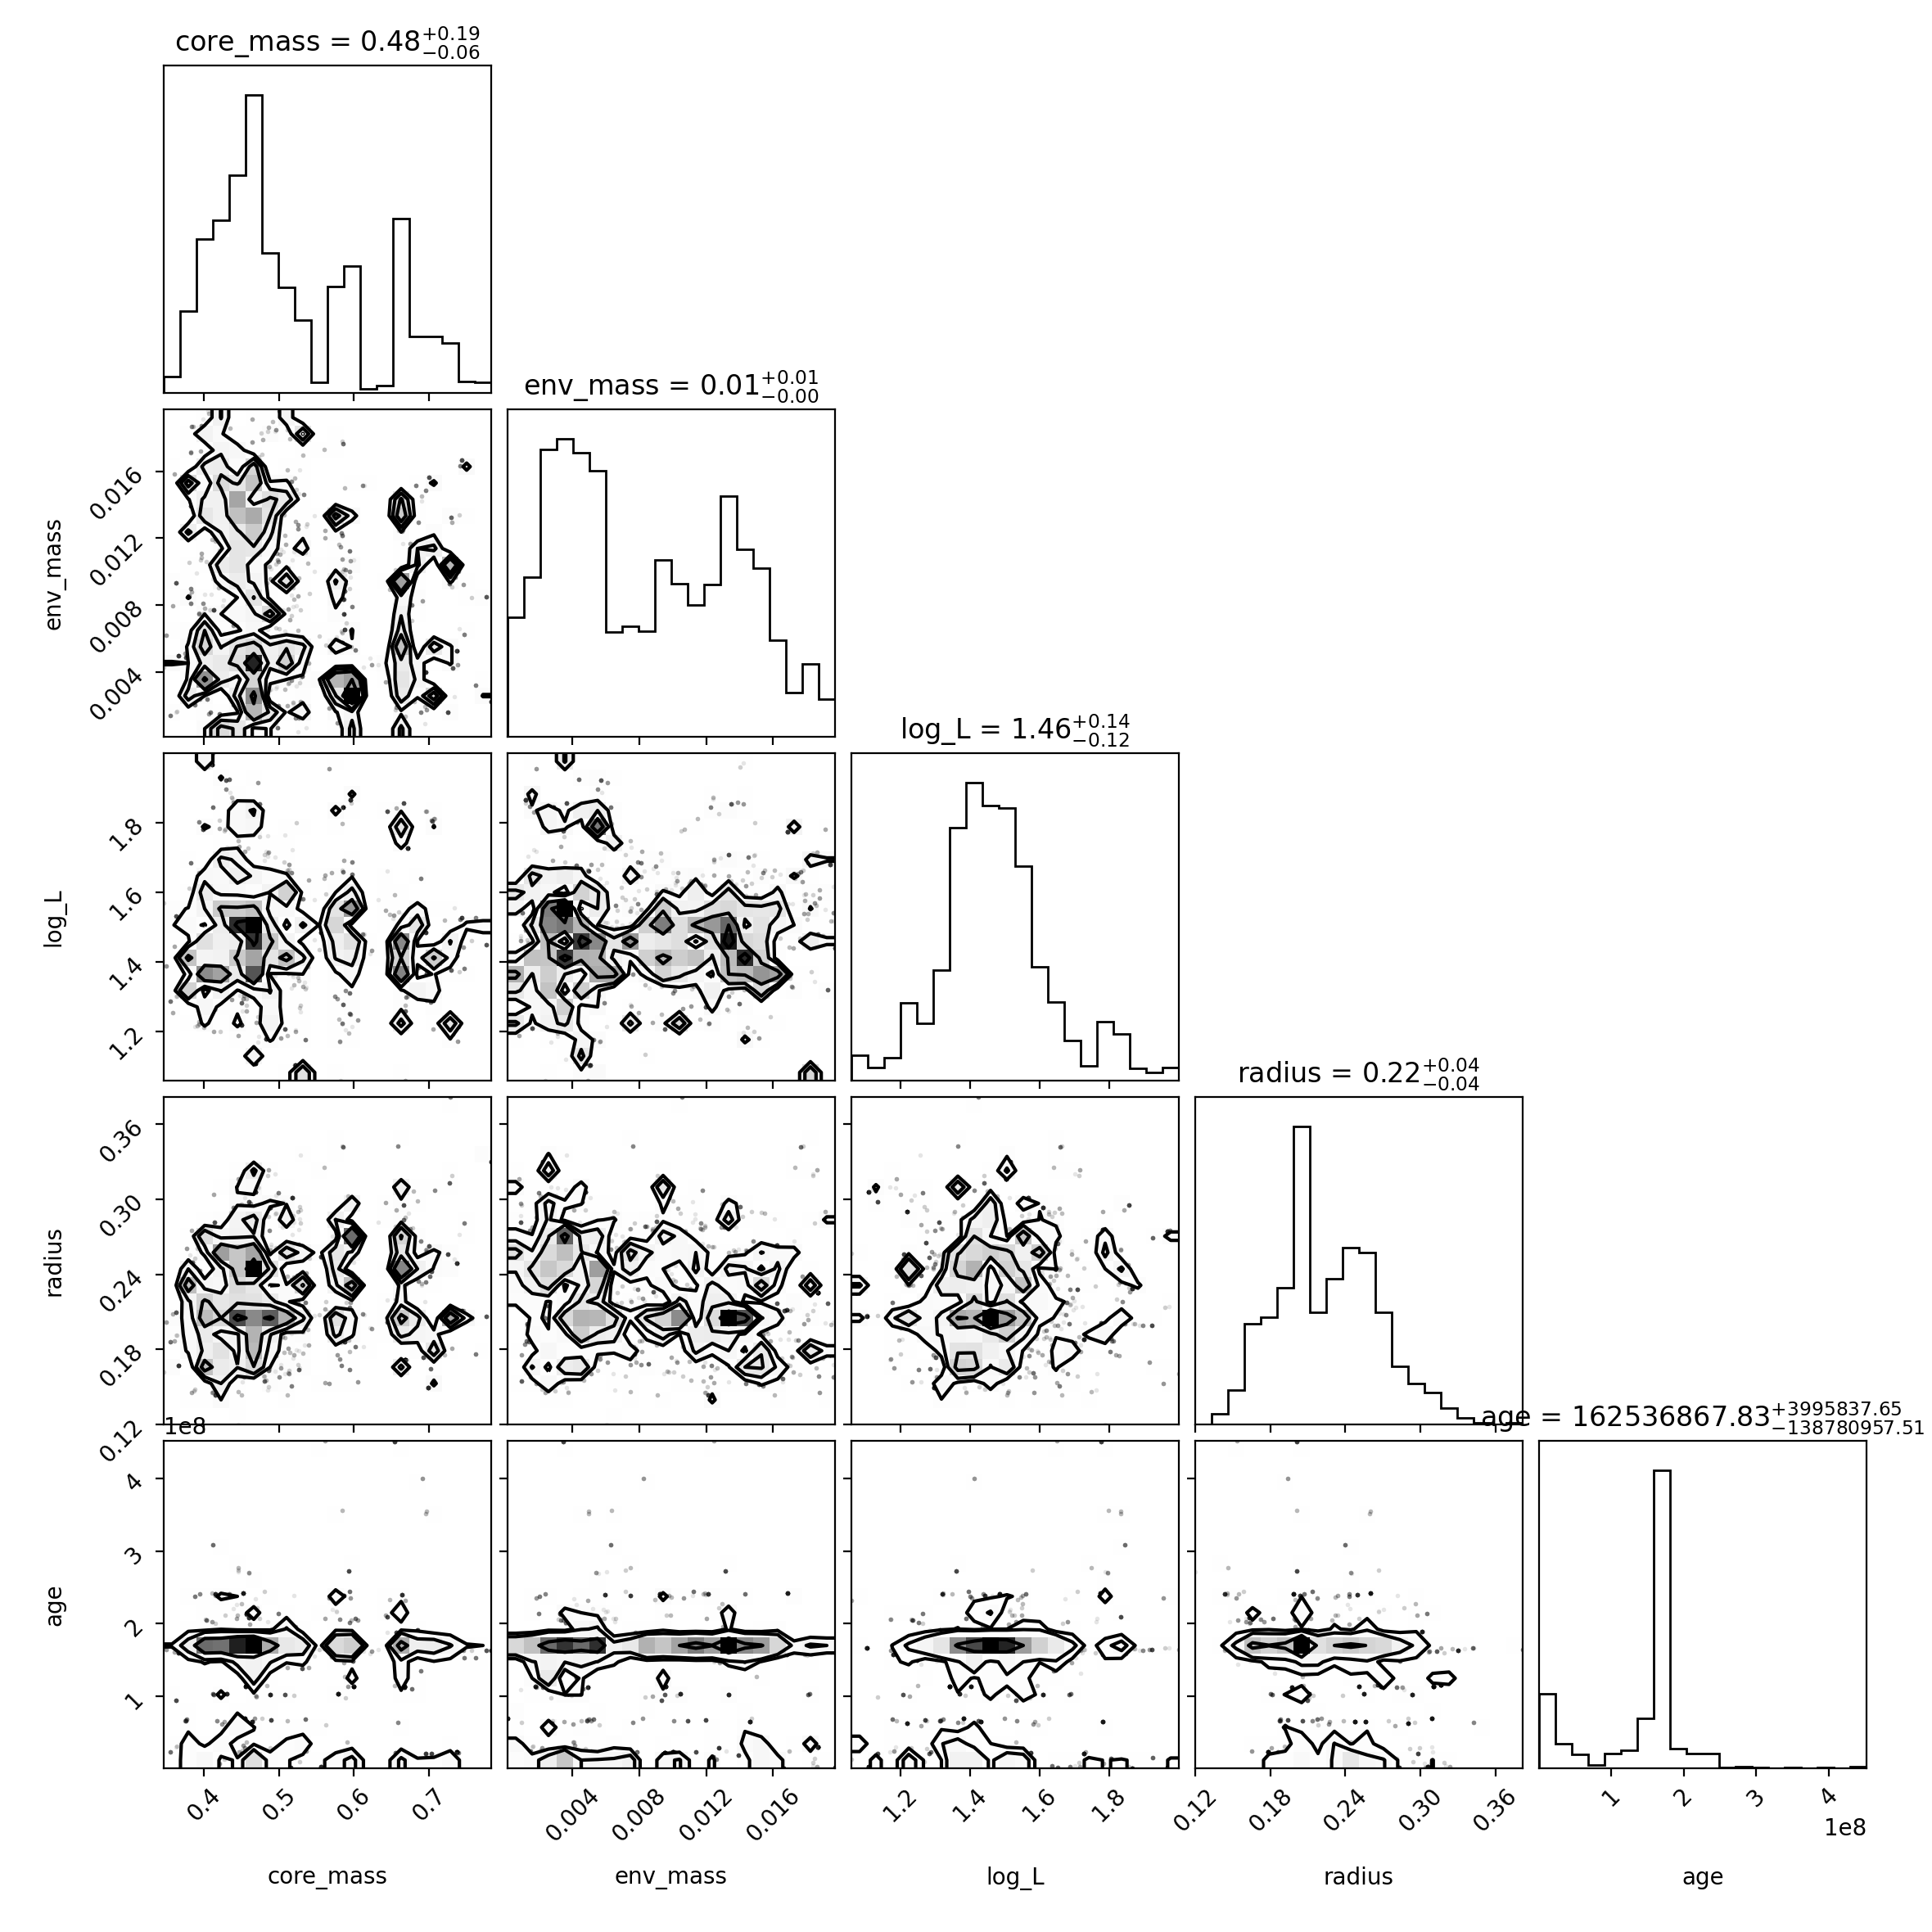 core_mass = 0.48+0.19−0.06
env_mass = 0.01+0.01−0.00
env_mass
0.016
0.012
0.008
0.004
log_L = 1.46+0.14−0.12
log_L
1.8
1.6
1.4
1.2
radius = 0.22+0.04−0.04
radius
0.36
0.30
0.24
0.18
0.12
1e8
age = 162536867.83+3995837.65−138780957.51
age
4
3
2
1
0.4 0.5 0.6 0.7
0.004 0.008 0.012 0.016
1.2 1.4 1.6 1.8
0.12 0.18 0.24 0.30 0.36
1 2 3 4
1e8
core_mass
env_mass
log_L
radius
age